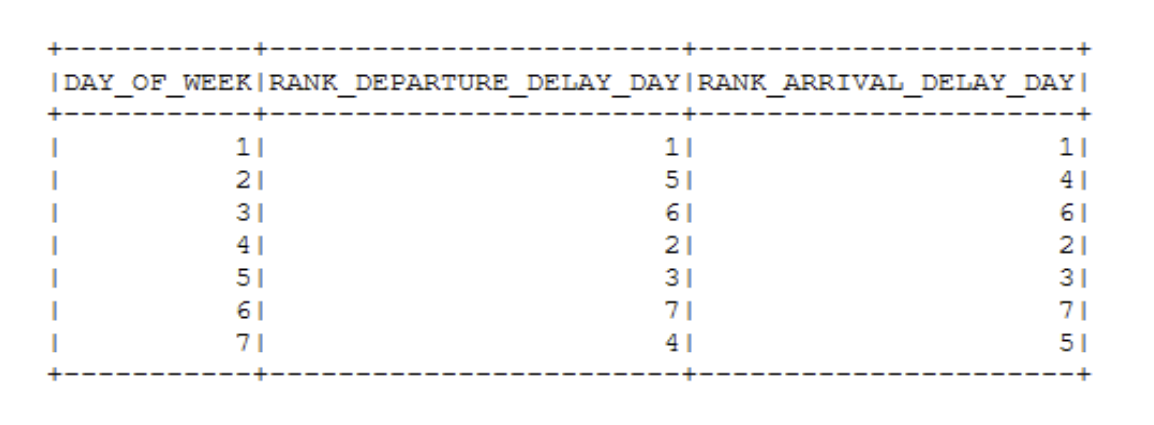 +-----------+------------------------+----------------------+
|DAY_OF_WEEK|RANK_DEPARTURE_DELAY_DAY|RANK_ARRIVAL_DELAY_DAY|
+-----------+------------------------+----------------------+
|          1|                       1|                     1|
|          2|                       5|                     4|
|          3|                       6|                     6|
|          4|                       2|                     2|
|          5|                       3|                     3|
|          6|                       7|                     7|
|          7|                       4|                     5|
+-----------+------------------------+----------------------+